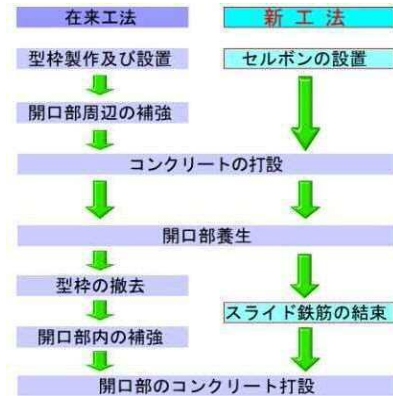 在来工法
新工法
型枠製作及び設置
セルボンの設置
開口部周辺の補強
コンクリートの打設
開口部養生
型枠の撤去
スライド鉄筋の結束
開口部内の補強
開口部のコンクリート打設